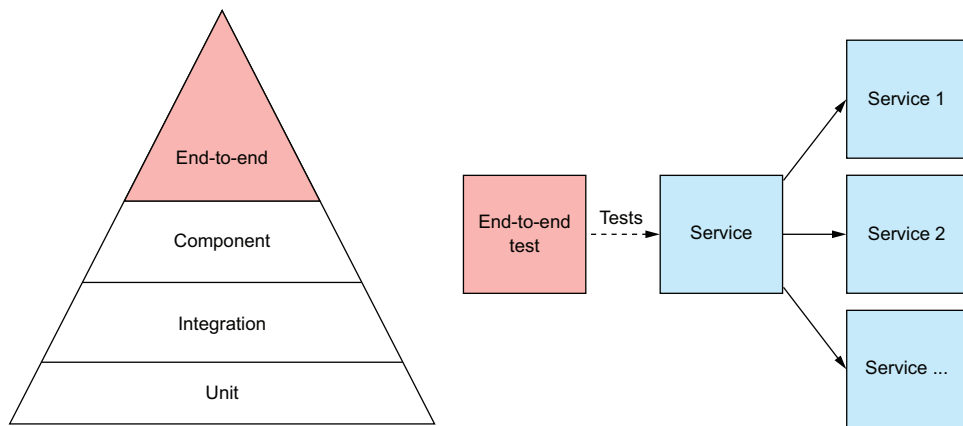 End-to-end
Component
Integration
Unit
End-to-end
test
Tests
Service
Service 1
Service 2
Service ...